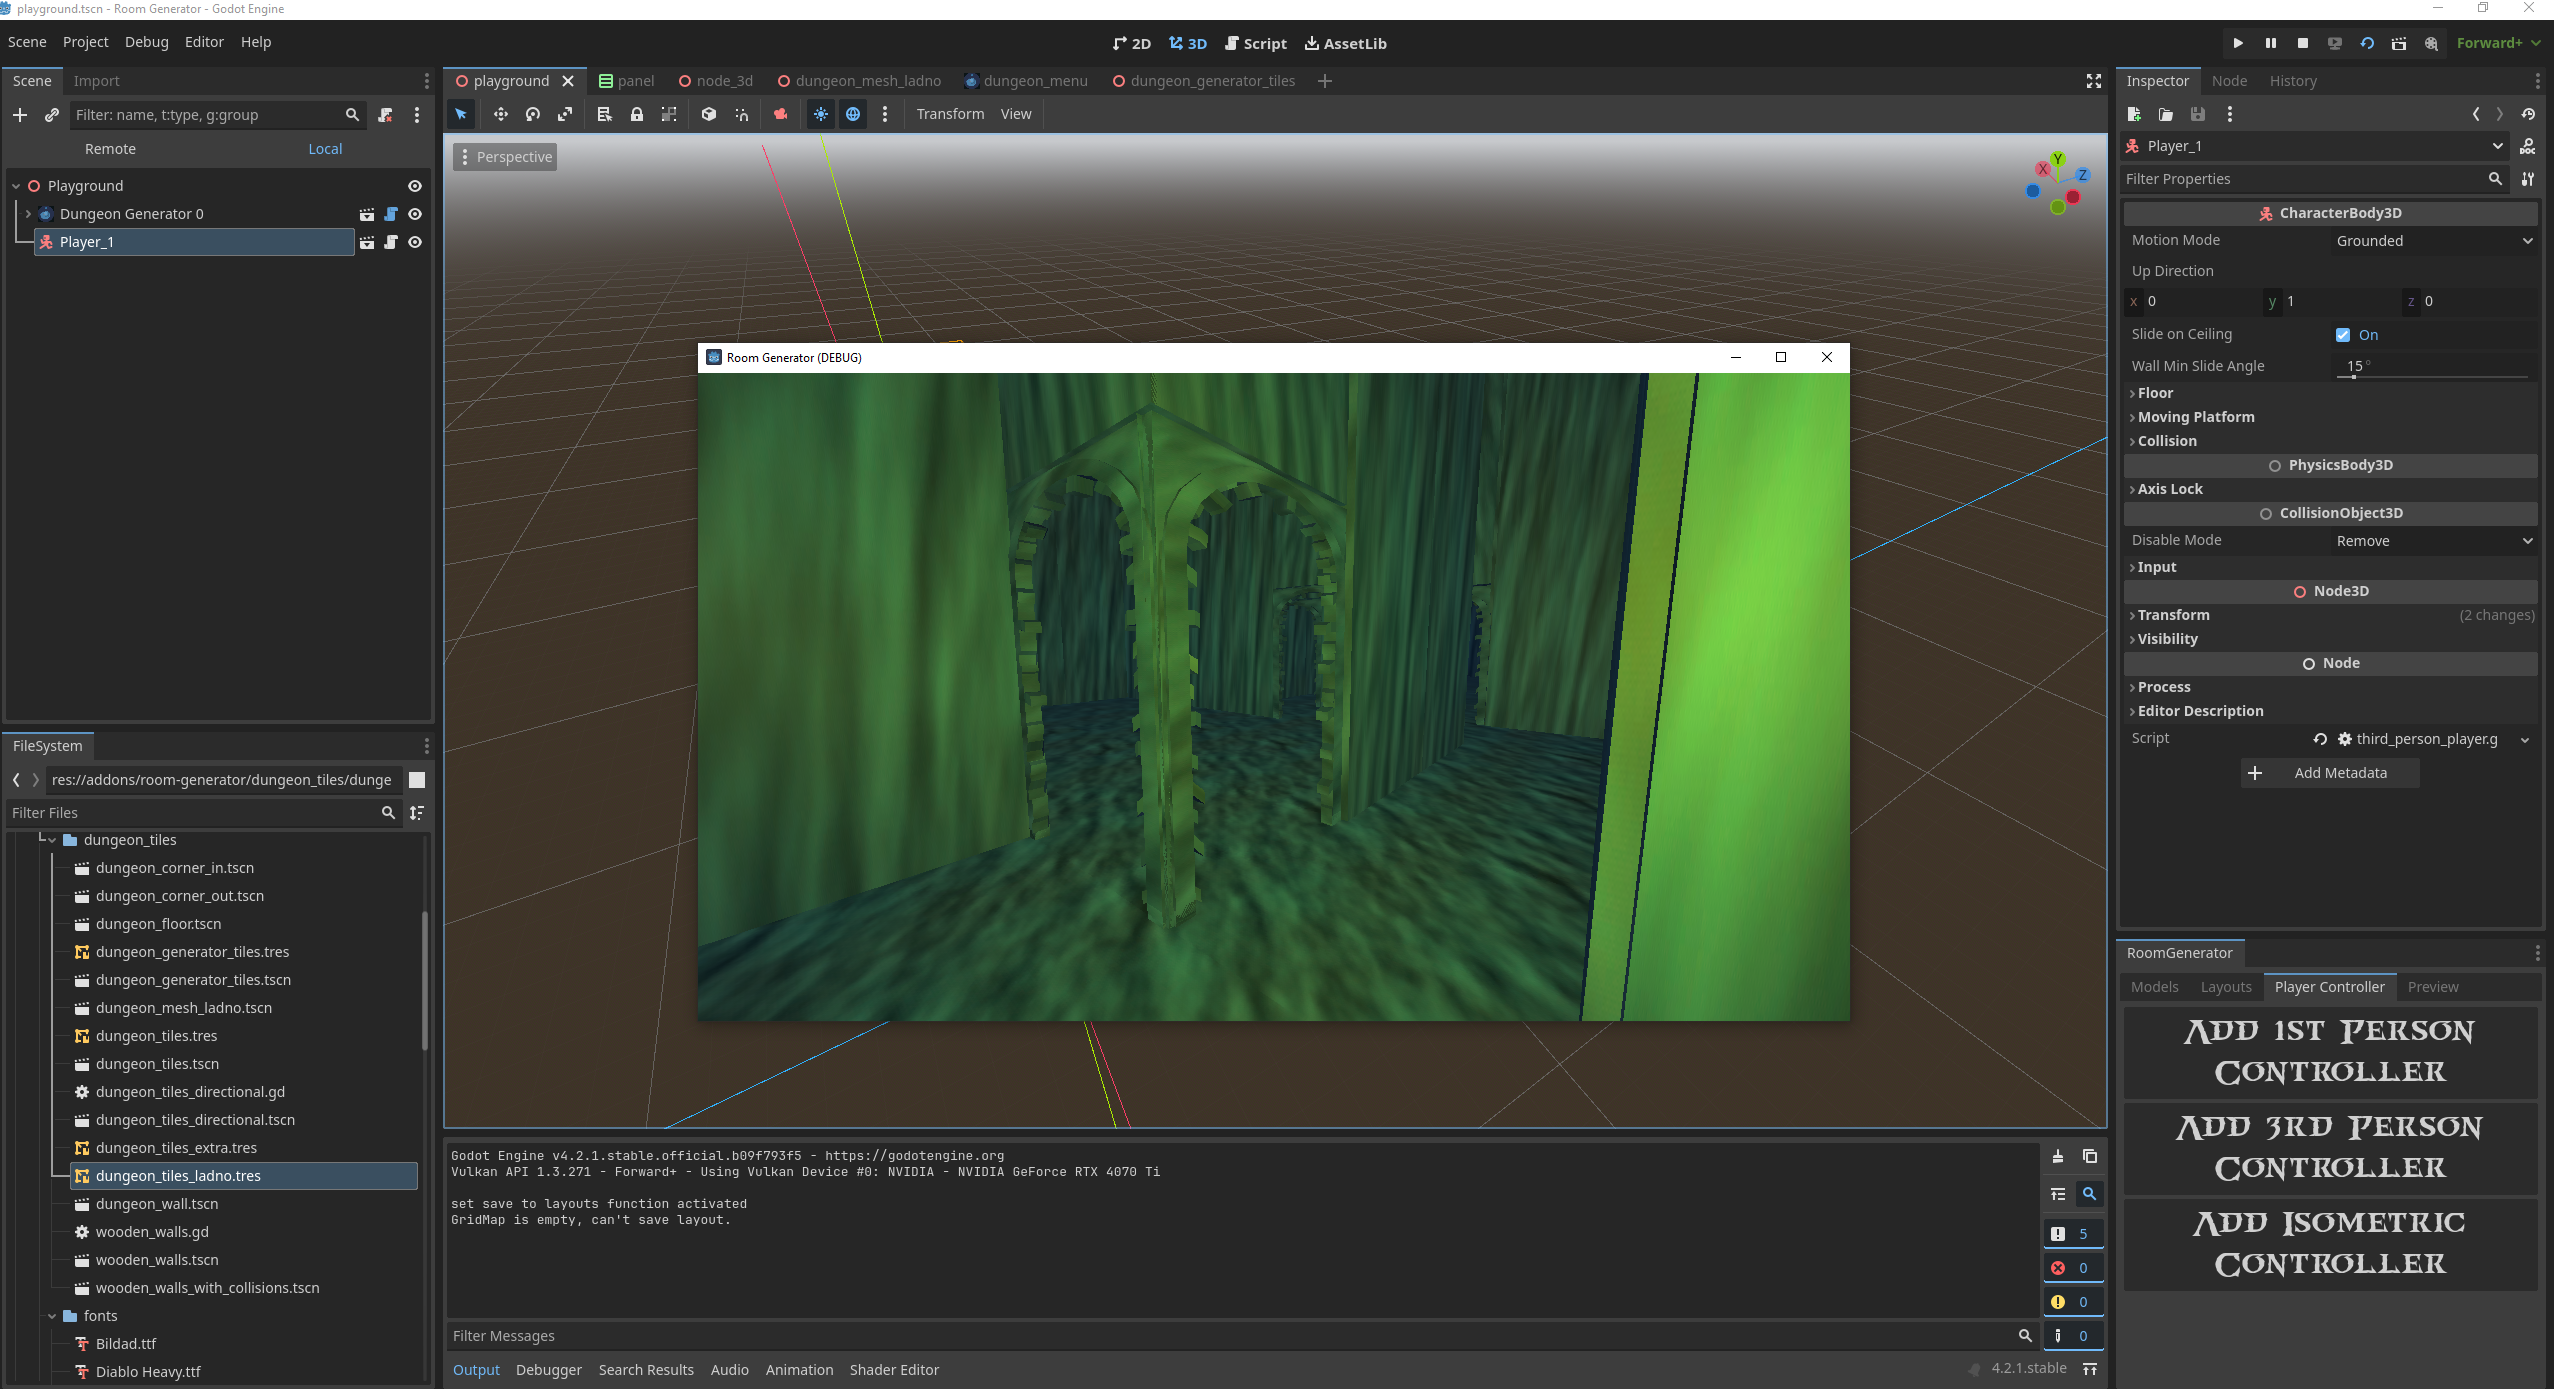 playground.tscn - Room Generator - Godot Engine
Scene Project Debug Editor Help
2D 3D Script AssetLib
Forward+
Scene Import
playground panel node_3d dungeon_mesh_ladno dungeon_menu dungeon_generator_tiles
Inspector Node History
Filter: name, t:type, g:group
Transform View
Remote Local
Perspective
Player_1
Filter Properties
Playground
Dungeon Generator 0
Player_1
X Y Z
CharacterBody3D
Motion Mode Grounded
Up Direction
x 0 y 1 z 0
Slide on Ceiling On
Wall Min Slide Angle 15 °
Floor
Moving Platform
Collision
PhysicsBody3D
Axis Lock
CollisionObject3D
Disable Mode Remove
Input
Node3D
Transform (2 changes)
Visibility
Node
Process
Editor Description
Script third_person_player.g
Add Metadata
Room Generator (DEBUG)
FileSystem
res://addons/room-generator/dungeon_tiles/dunge
Filter Files
dungeon_tiles
dungeon_corner_in.tscn
dungeon_corner_out.tscn
dungeon_floor.tscn
dungeon_generator_tiles.tres
dungeon_generator_tiles.tscn
dungeon_mesh_ladno.tscn
dungeon_tiles.tres
dungeon_tiles.tscn
dungeon_tiles_directional.gd
dungeon_tiles_directional.tscn
dungeon_tiles_extra.tres
dungeon_tiles_ladno.tres
dungeon_wall.tscn
wooden_walls.gd
wooden_walls.tscn
wooden_walls_with_collisions.tscn
fonts
Bildad.ttf
Diablo Heavy.ttf
Godot Engine v4.2.1.stable.official.b09f793f5 - https://godotengine.org
Vulkan API 1.3.271 - Forward+ - Using Vulkan Device #0: NVIDIA - NVIDIA GeForce RTX 4070 Ti
set save to layouts function activated
GridMap is empty, can't save layout.
5
0
0
0
Filter Messages
Output Debugger Search Results Audio Animation Shader Editor
4.2.1.stable
RoomGenerator
Models Layouts Player Controller Preview
Add 1st Person
Controller
Add 3rd Person
Controller
Add Isometric
Controller